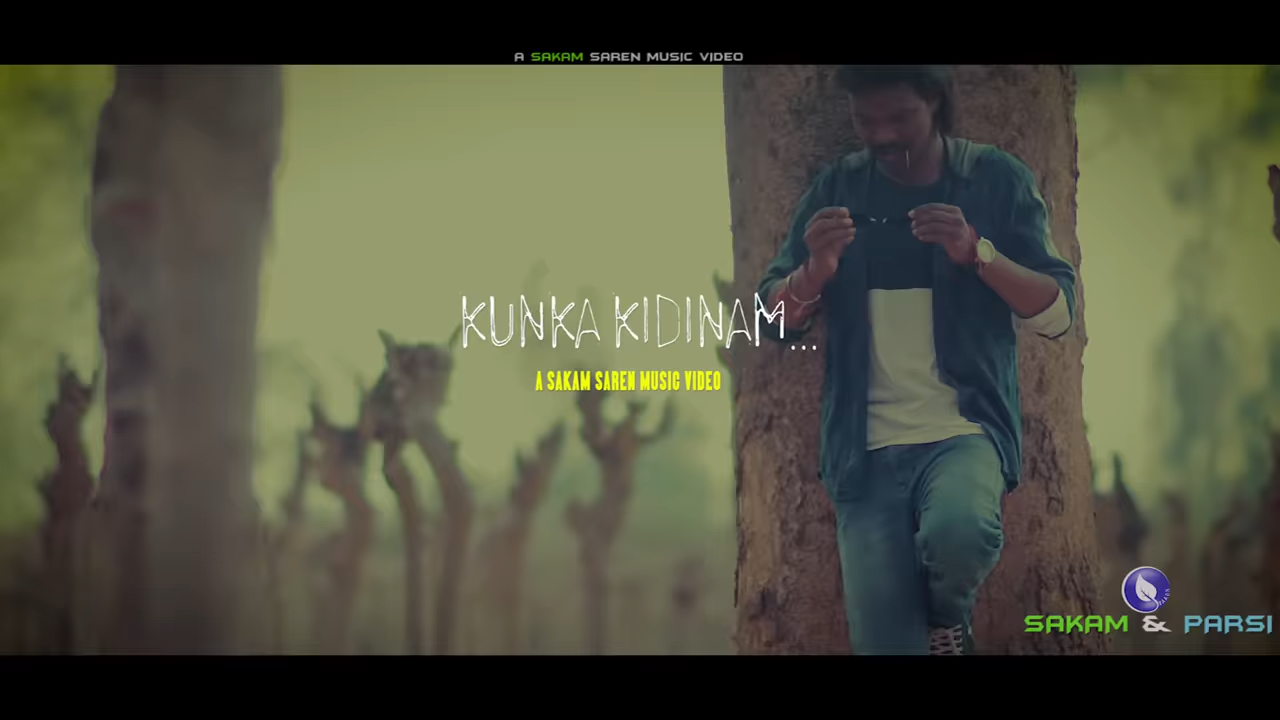 A SAKAM SAREN MUSIC VIDEO
KUNKA KIDINAM...
A SAKAM SAREN MUSIC VIDEO
SAKAM & PARSI